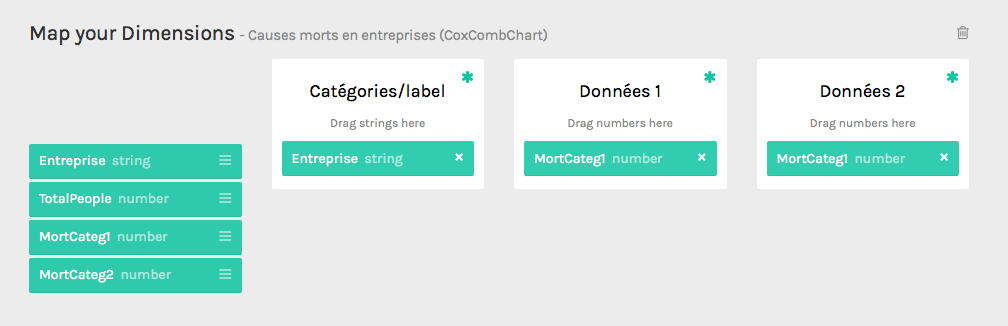 Map your Dimensions - Causes morts en entreprises (CoxCombChart)
Catégories/label
Drag strings here
Entreprise string
Données 1
Drag numbers here
MortCateg1 number
Données 2
Drag numbers here
MortCateg1 number
Entreprise string
TotalPeople number
MortCateg1 number
MortCateg2 number